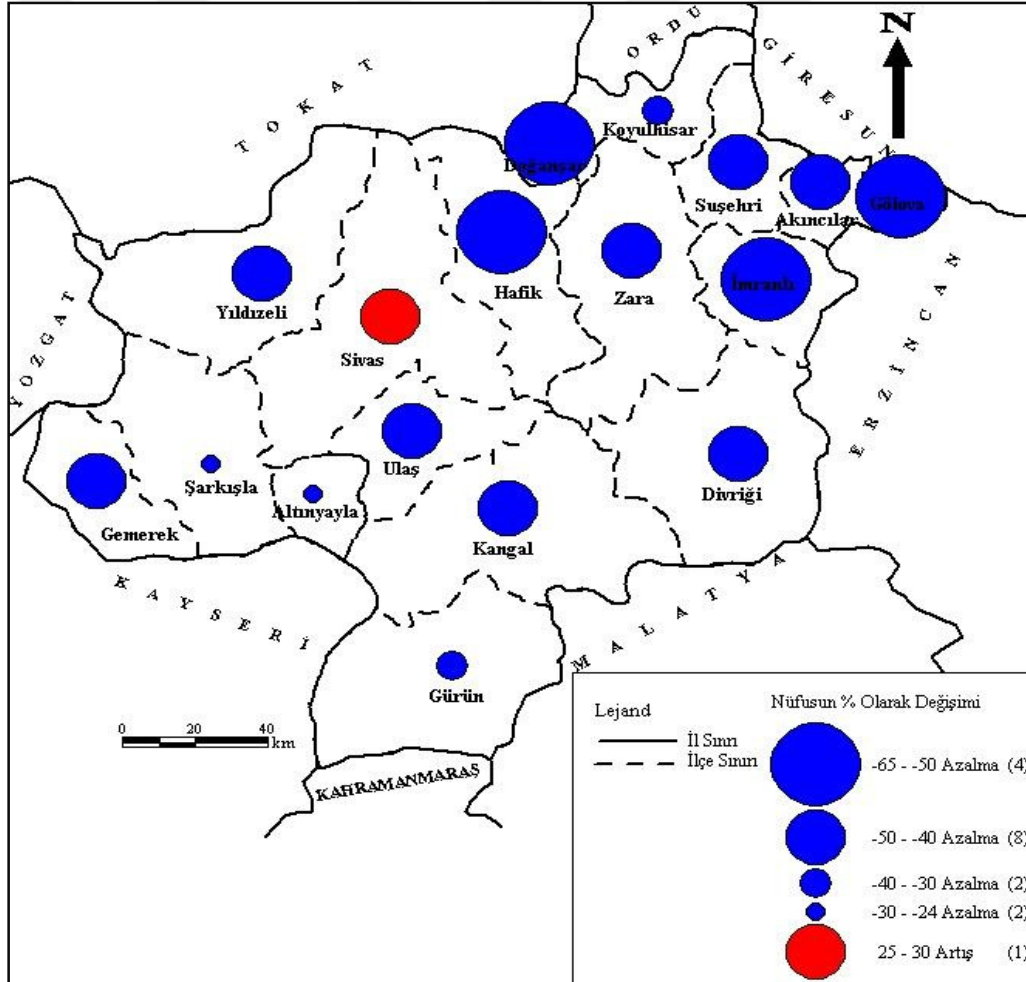 N
ORDU
GİRESUN
TOKAT
Koyulhisar
Doğanşar
Suşehri
Akıncılar
Gölova
Hafik
Zara
İmranlı
Yıldızeli
Sivas
YOZGAT
ERZİNCAN
Ulaş
Divriği
Şarkışla
Altınyayla
Gemerek
Kangal
KAYSERİ
MALATYA
Gürün
0 20 40
km
KAHRAMANMARAŞ
Lejand
İl Sınrı
İlçe Sınırı
Nüfusun % Olarak Değişimi
-65 - -50 Azalma (4)
-50 - -40 Azalma (8)
-40 - -30 Azalma (2)
-30 - -24 Azalma (2)
25 - 30 Artış (1)